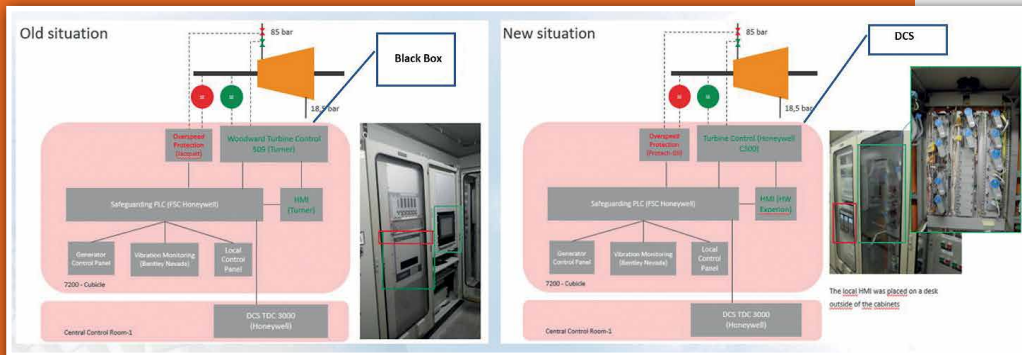 Old situation
85 bar
Black Box
18,5 bar
Overspeed
Protection
(Jaquet)
Woodward Turbine Control
505 (Turner)
Safeguarding PLC (FSC Honeywell)
HMI
(Turner)
Generator
Control Panel
Vibration Monitoring
(Bentley Nevade)
Local
Control
Panel
7200 - Cubicle
DCS TDC 3000
(Honeywell)
Central Control Room-1
New situation
85 bar
DCS
18,5 bar
Overspeed
Protection
(Protech-SII)
Turbine Control (Honeywell
C300)
Safeguarding PLC (FSC Honeywell)
HMI (HW
Experion)
Generator
Control Panel
Vibration Monitoring
(Bentley Nevade)
Local
Control
Panel
7200 - Cubicle
The local HMI was placed on a desk
outside of the cabinets
DCS TDC 3000
(Honeywell)
Central Control Room-1